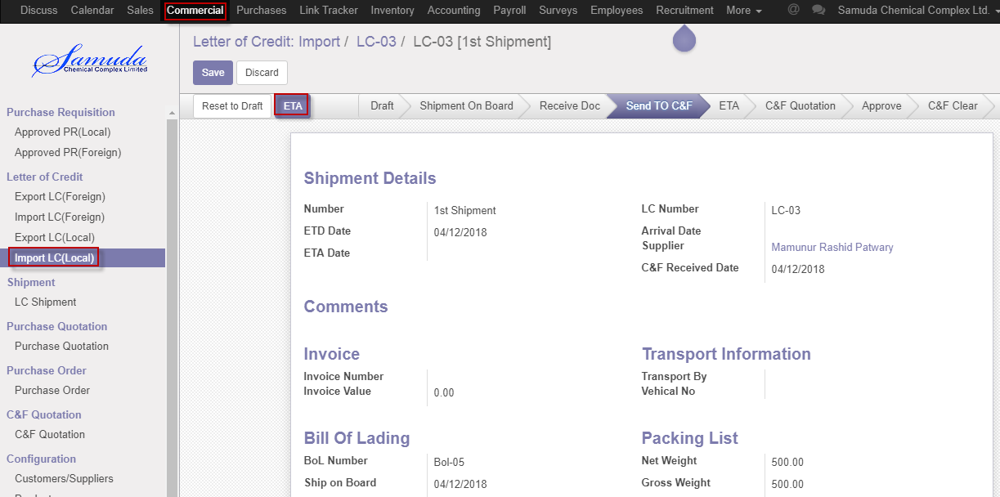 Discuss Calendar Sales Commercial Purchases Link Tracker Inventory Accounting Payroll Surveys Employees Recruitment More @ Samuda Chemical Complex Ltd.
Samuda
Chemical Complex Limited
Letter of Credit: Import / LC-03 / LC-03 [1st Shipment]
Save Discard
Reset to Draft ETA Draft Shipment On Board Receive Doc Send TO C&F ETA C&F Quotation Approve C&F Clear
Purchase Requisition
Approved PR(Local)
Approved PR(Foreign)
Letter of Credit
Export LC(Foreign)
Import LC(Foreign)
Export LC(Local)
Import LC(Local)
Shipment
LC Shipment
Purchase Quotation
Purchase Quotation
Purchase Order
Purchase Order
C&F Quotation
C&F Quotation
Configuration
Customers/Suppliers
Shipment Details
Number 1st Shipment
ETD Date 04/12/2018
ETA Date
LC Number LC-03
Arrival Date
Supplier Mamunur Rashid Patwary
C&F Received Date 04/12/2018
Comments
Invoice
Invoice Number
Invoice Value 0.00
Transport Information
Transport By
Vehical No
Bill Of Lading
BoL Number Bol-05
Ship on Board 04/12/2018
Packing List
Net Weight 500.00
Gross Weight 500.00